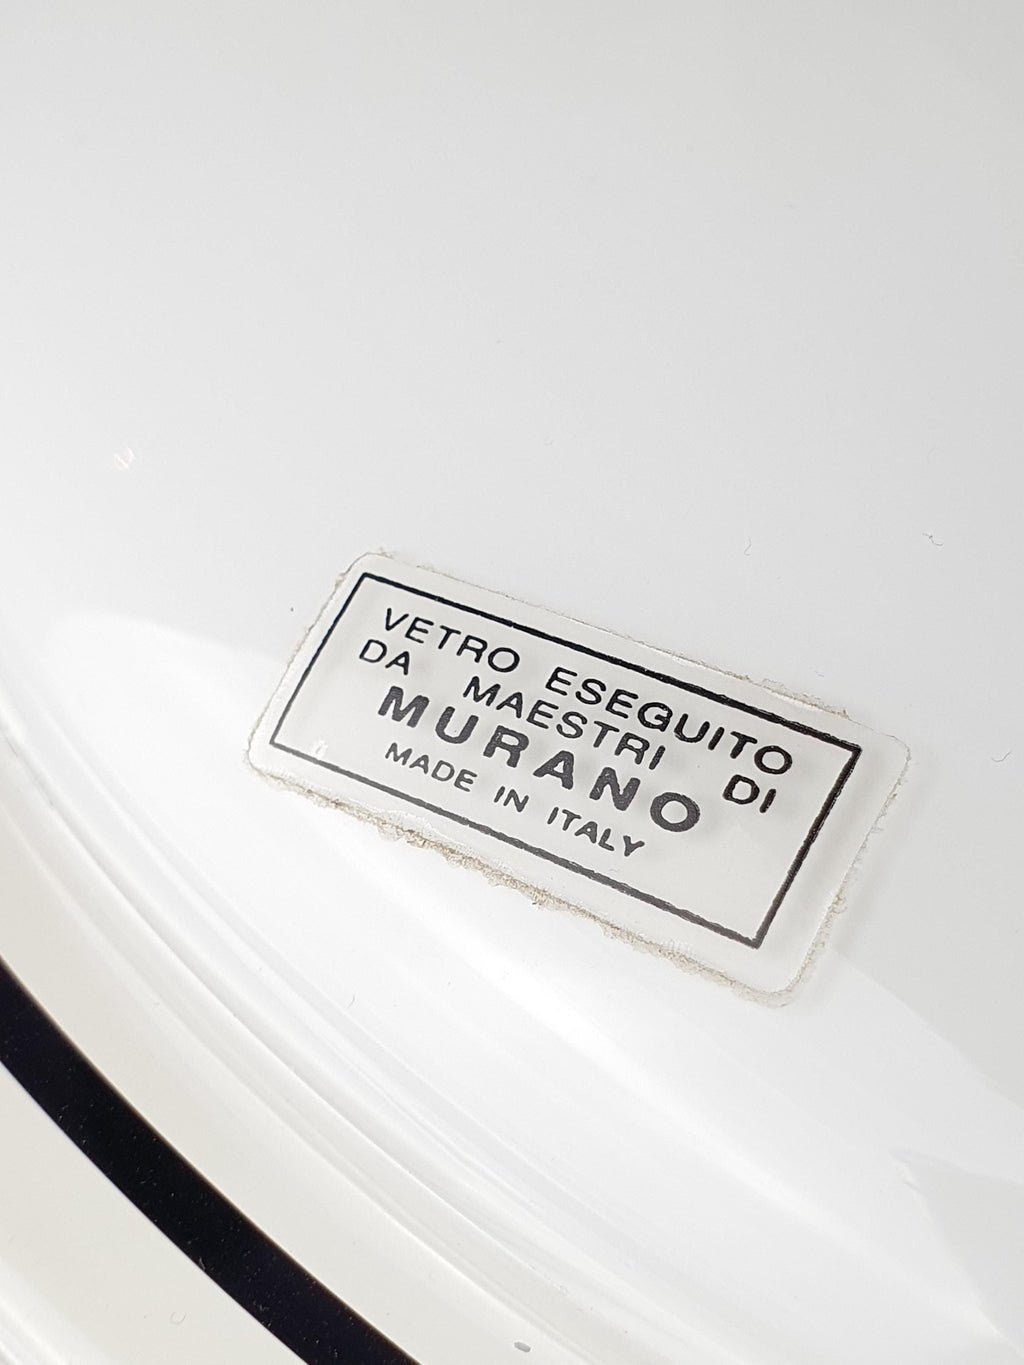 VETRO ESEGUITO
DA MAESTRI DI
MURANO
MADE IN ITALY